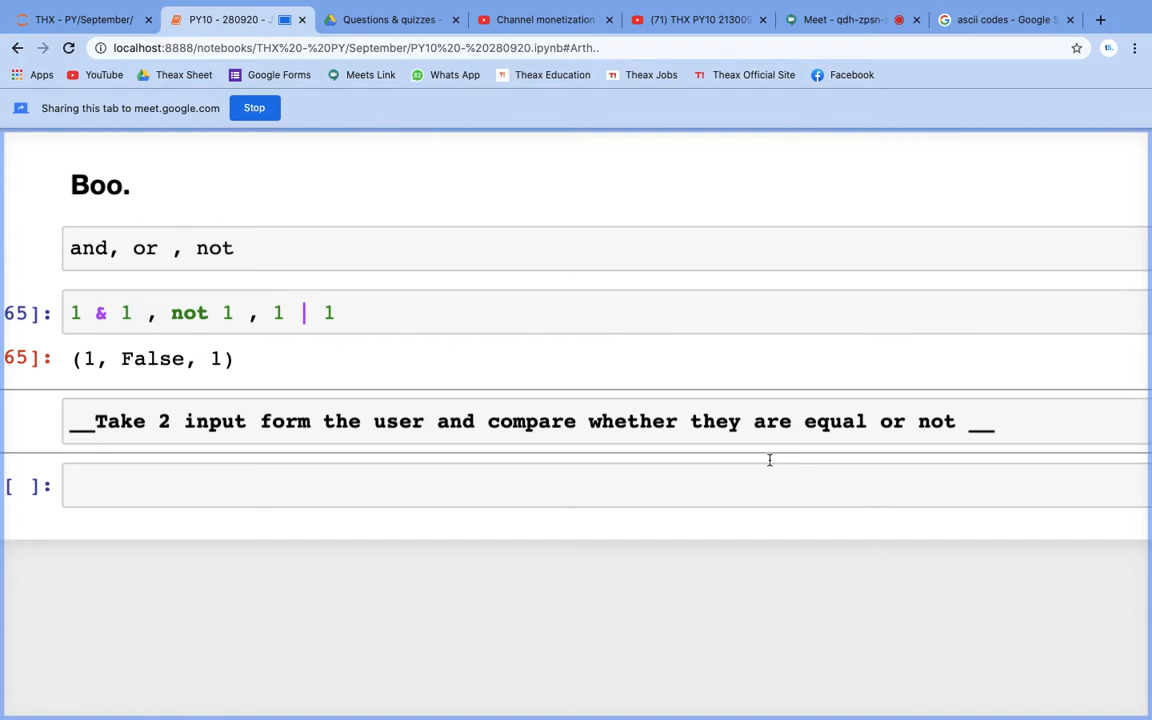 THX - PY/September/
PY10 - 280920 - J
Questions & quizzes -
Channel monetization
(71) THX PY10 213009
Meet - qdh-zpsn-
ascii codes - Google S
localhost:8888/notebooks/THX%20-%20PY/September/PY10%20-%20280920.ipynb#Arth..
Apps
YouTube
Theax Sheet
Google Forms
Meets Link
Whats App
Theax Education
Theax Jobs
Theax Official Site
Facebook
Sharing this tab to meet.google.com
Stop
Boo.
and, or , not
65]: 1 & 1 , not 1 , 1 | 1
65]: (1, False, 1)
__Take 2 input form the user and compare whether they are equal or not __
[ ]: